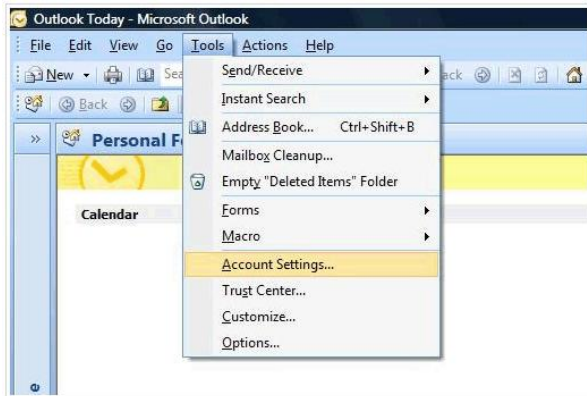 Outlook Today - Microsoft Outlook
File Edit View Go Tools Actions Help
New
Back
» Personal F
Calendar
Send/Receive
Instant Search
Address Book... Ctrl+Shift+B
Mailbox Cleanup...
Empty "Deleted Items" Folder
Forms
Macro
Account Settings...
Trust Center...
Customize...
Options...